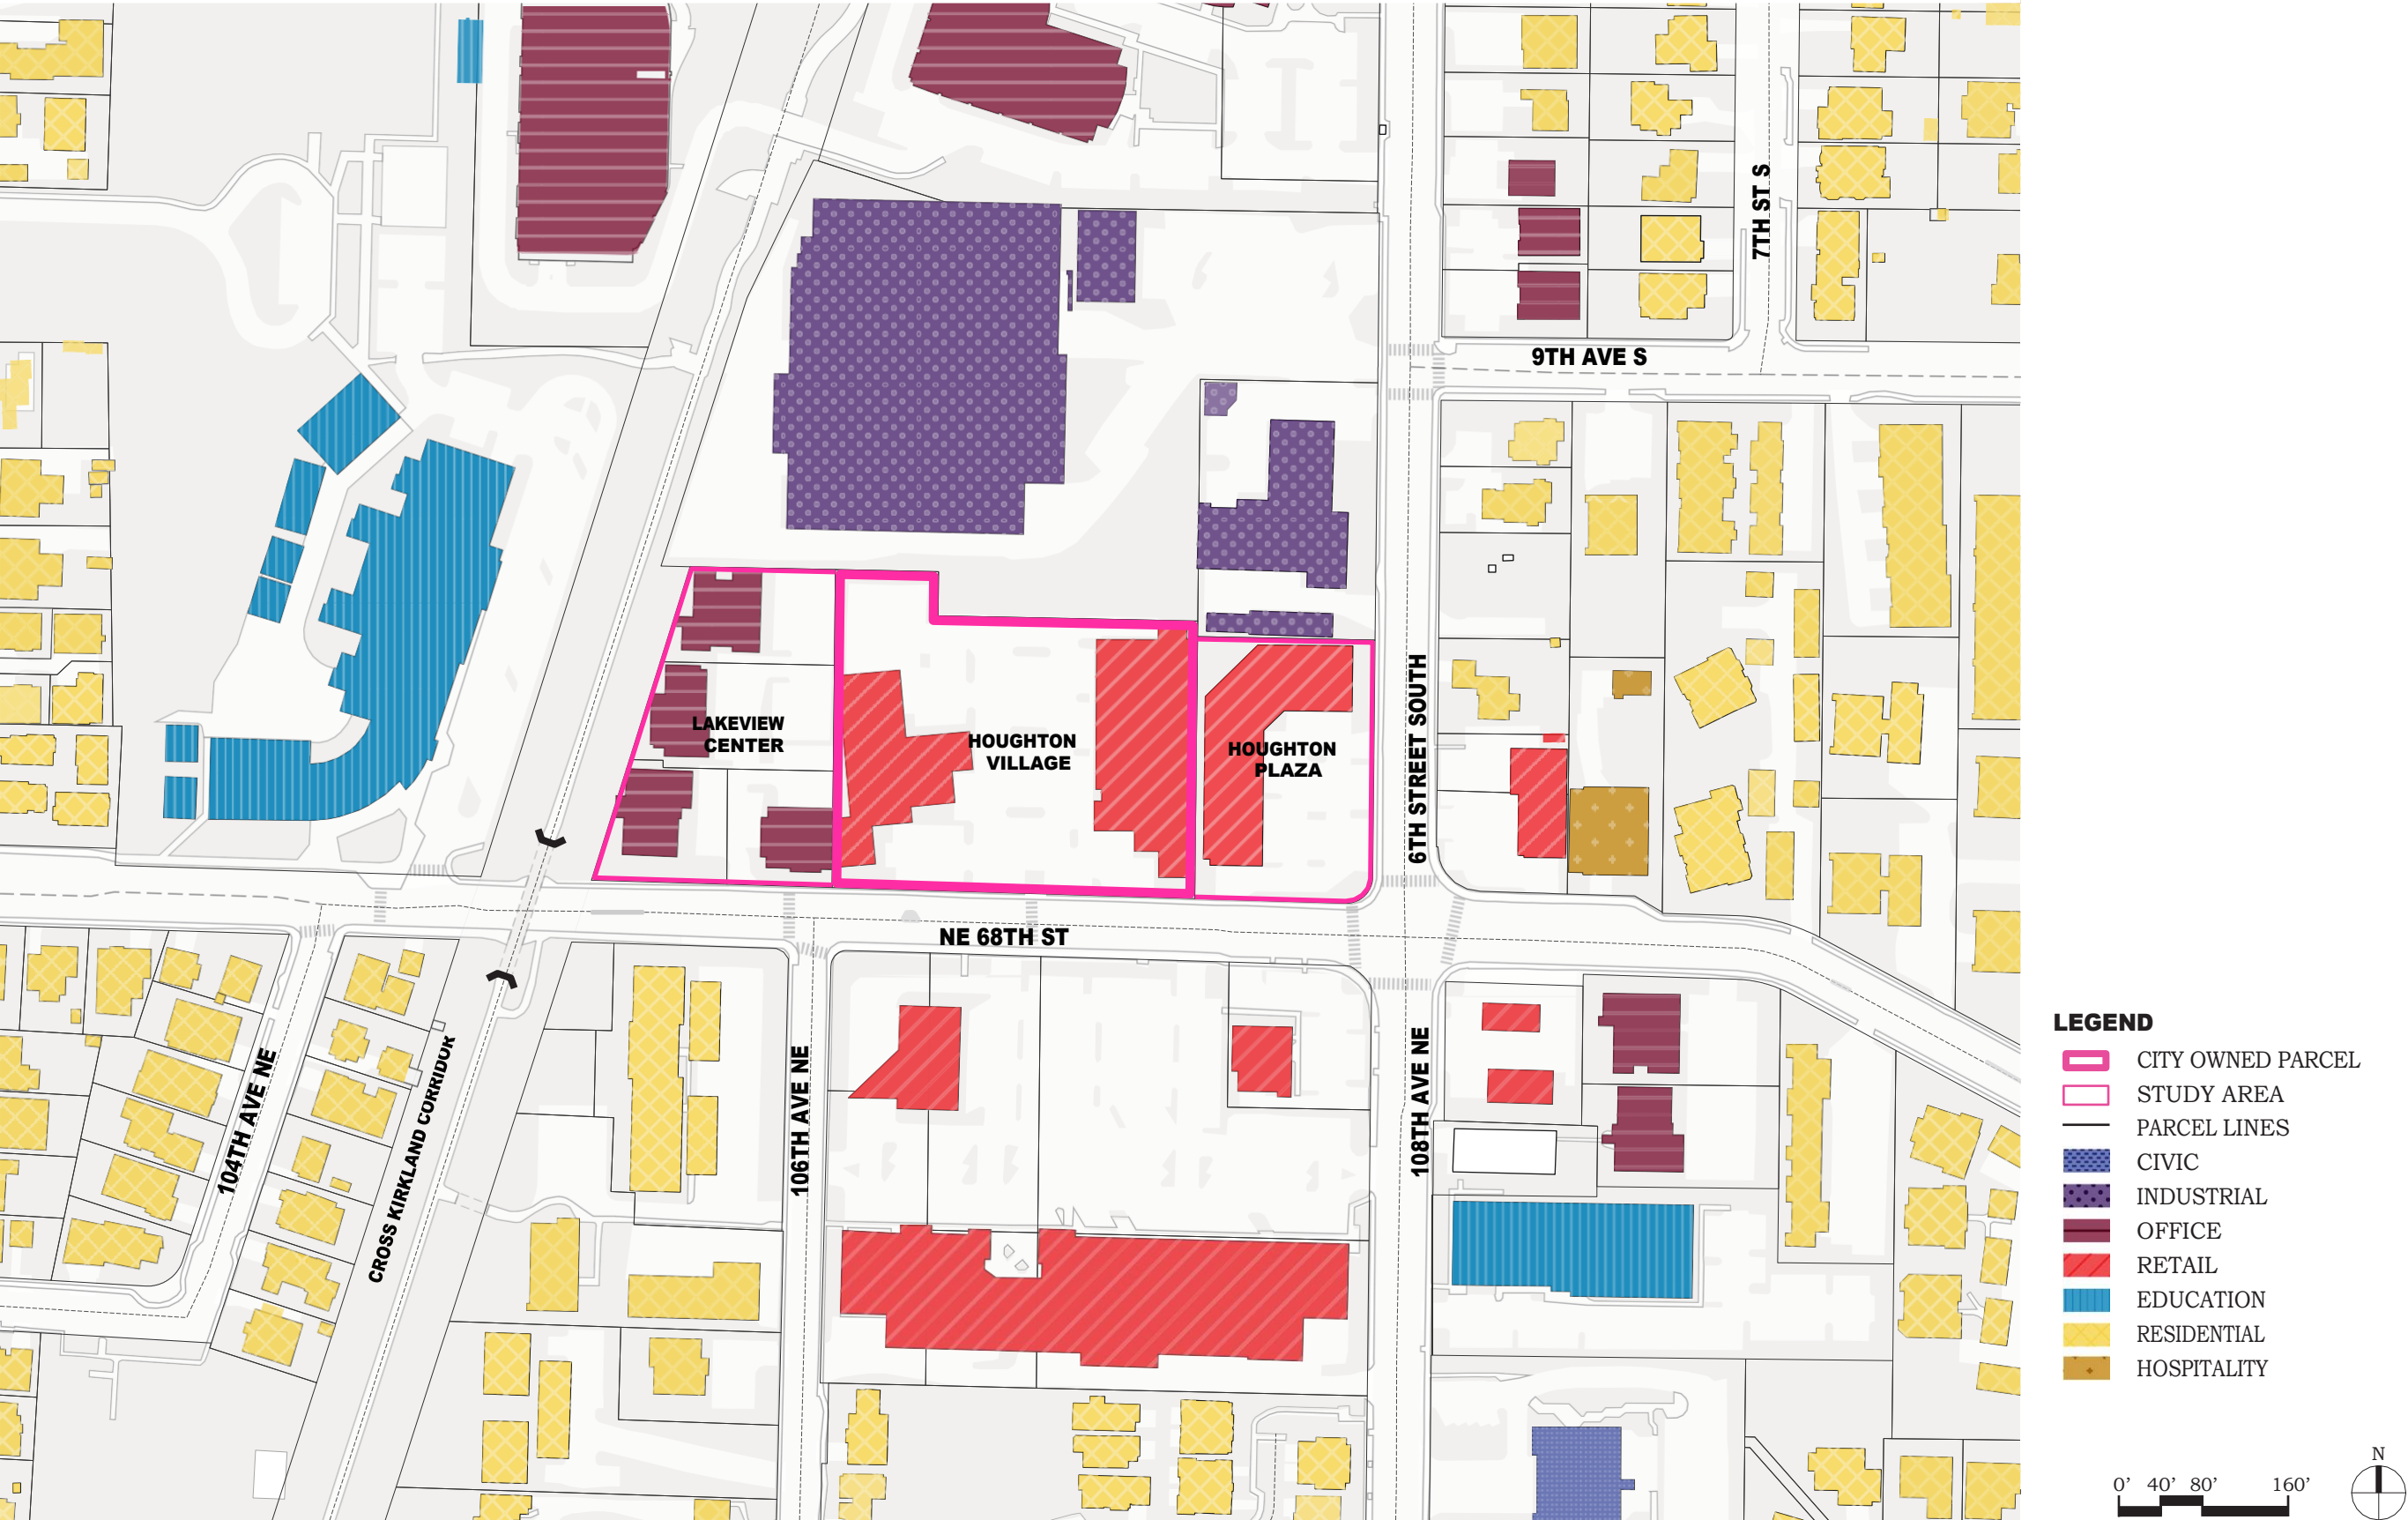 7TH ST S
9TH AVE S
LAKEVIEW
CENTER
HOUGHTON
VILLAGE
HOUGHTON
PLAZA
6TH STREET SOUTH
NE 68TH ST
104TH AVE NE
CROSS KIRKLAND CORRIDOR
106TH AVE NE
108TH AVE NE
LEGEND
CITY OWNED PARCEL
STUDY AREA
PARCEL LINES
CIVIC
INDUSTRIAL
OFFICE
RETAIL
EDUCATION
RESIDENTIAL
HOSPITALITY
N
0' 40' 80' 160'